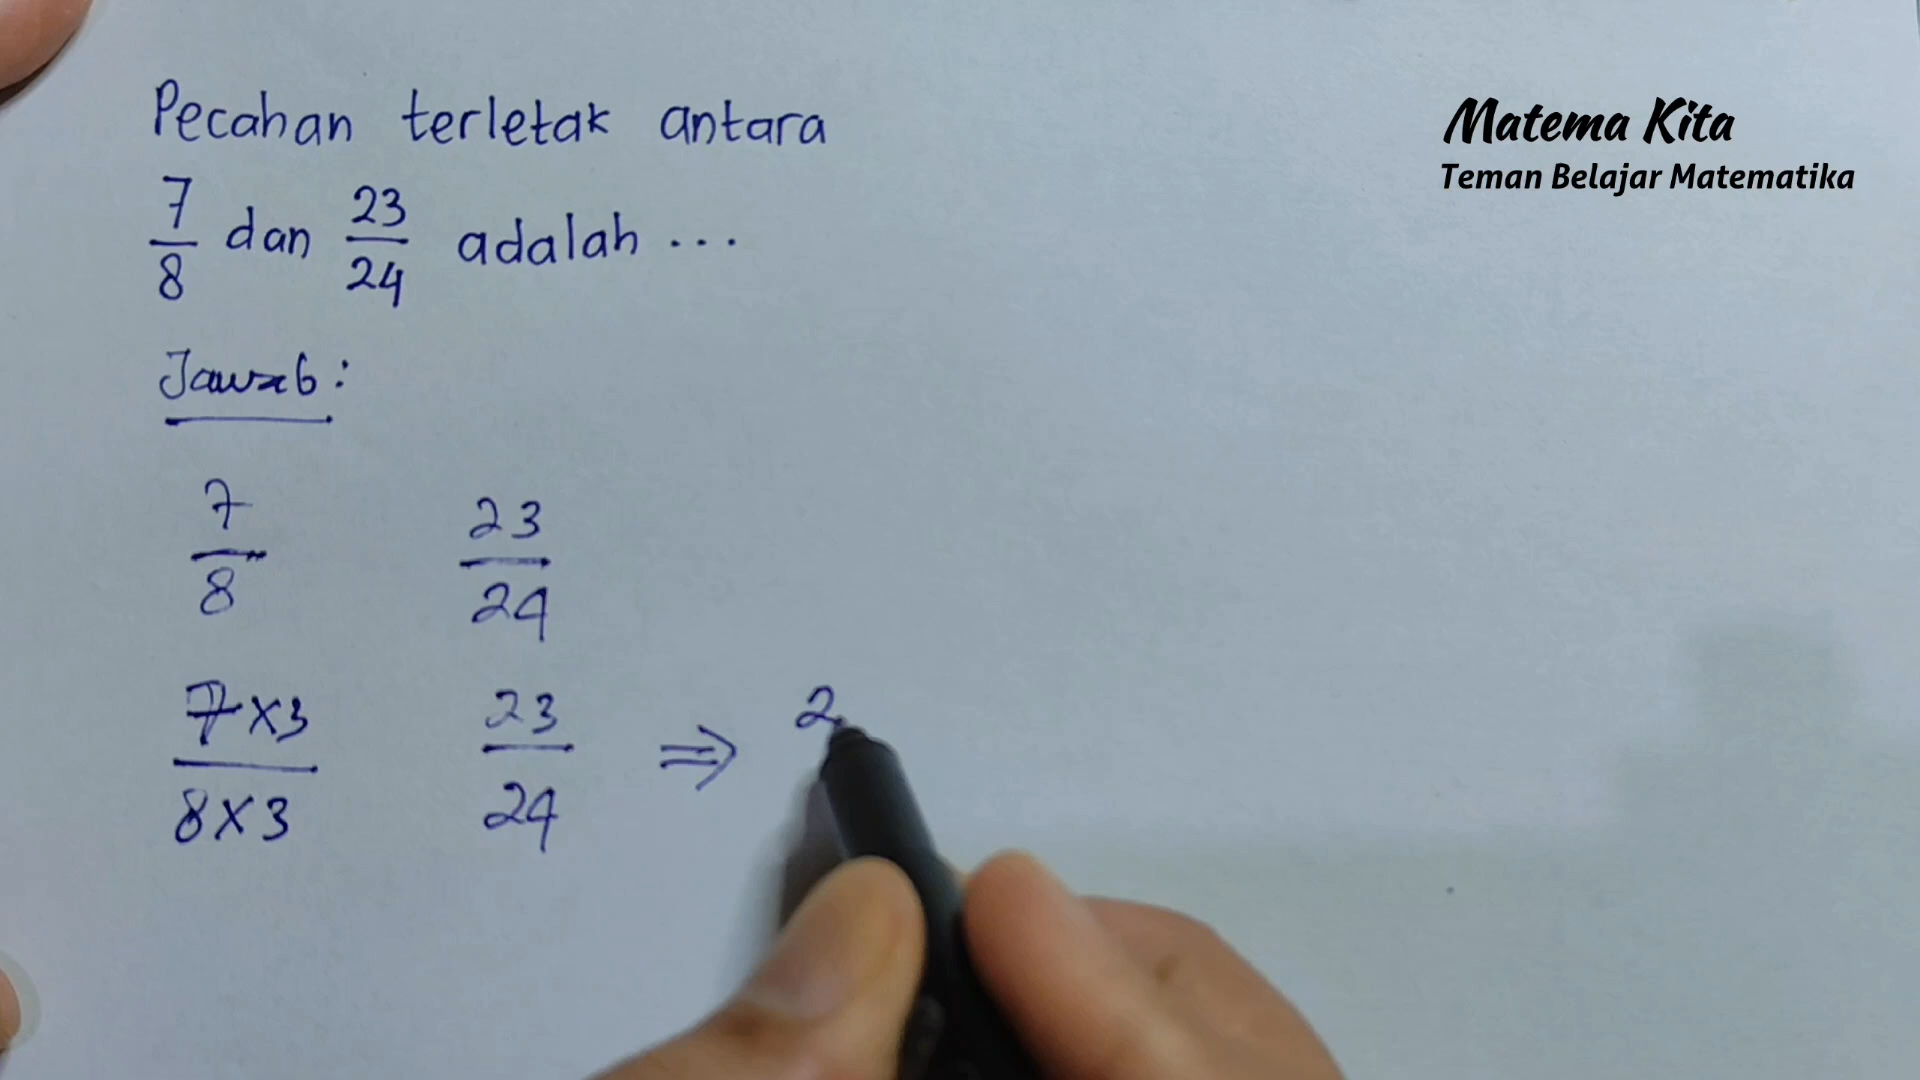 Pecahan terletak antara
7/8 dan 23/24 adalah ...
Jawab:
7/8 23/24
7x3/8x3 23/24 ⇒ 2
Matema Kita
Teman Belajar Matematika